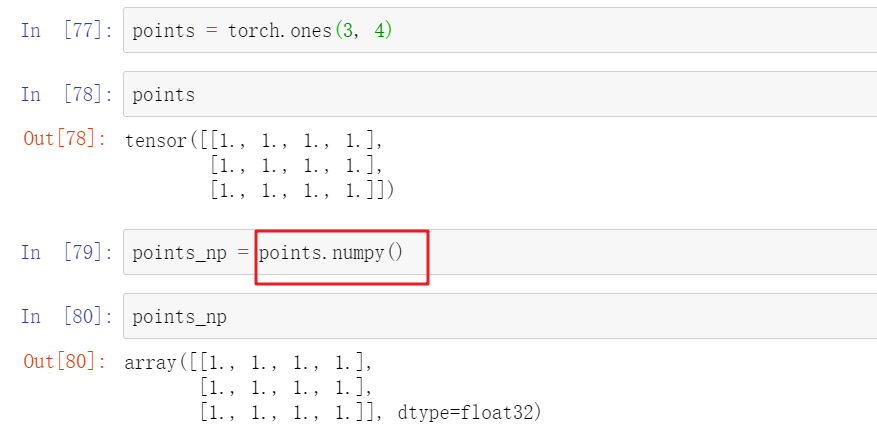 In [77]: points = torch.ones(3, 4)
In [78]: points
Out[78]: tensor([[1., 1., 1., 1.],
[1., 1., 1., 1.],
[1., 1., 1., 1.]])
In [79]: points_np = points.numpy()
In [80]: points_np
Out[80]: array([[1., 1., 1., 1.],
[1., 1., 1., 1.],
[1., 1., 1., 1.]], dtype=float32)